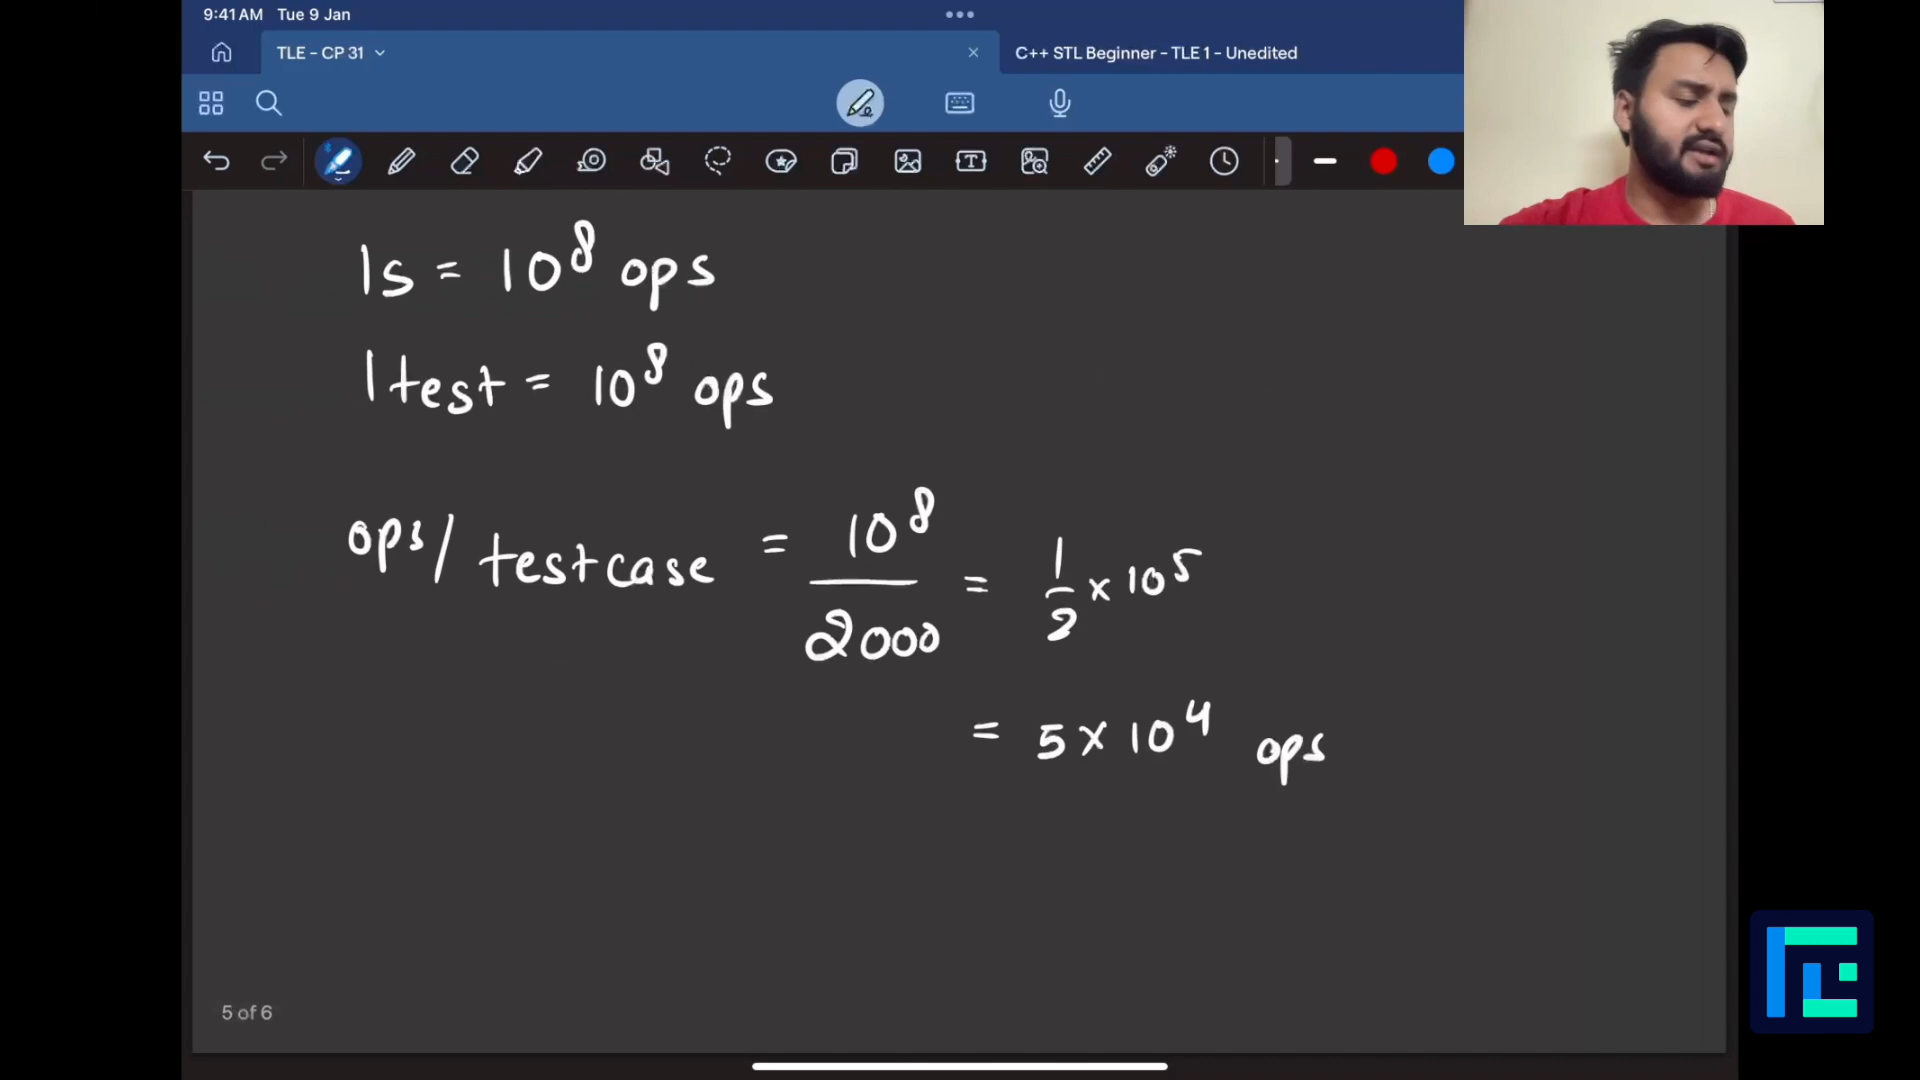 9:41 AM Tue 9 Jan
TLE - CP 31
C++ STL Beginner - TLE 1 - Unedited
1s = 10^8 ops
1 test = 10^8 ops
ops/testcase = 10^8/2000 = 1/2 x 10^5
= 5 x 10^4 ops
5 of 6